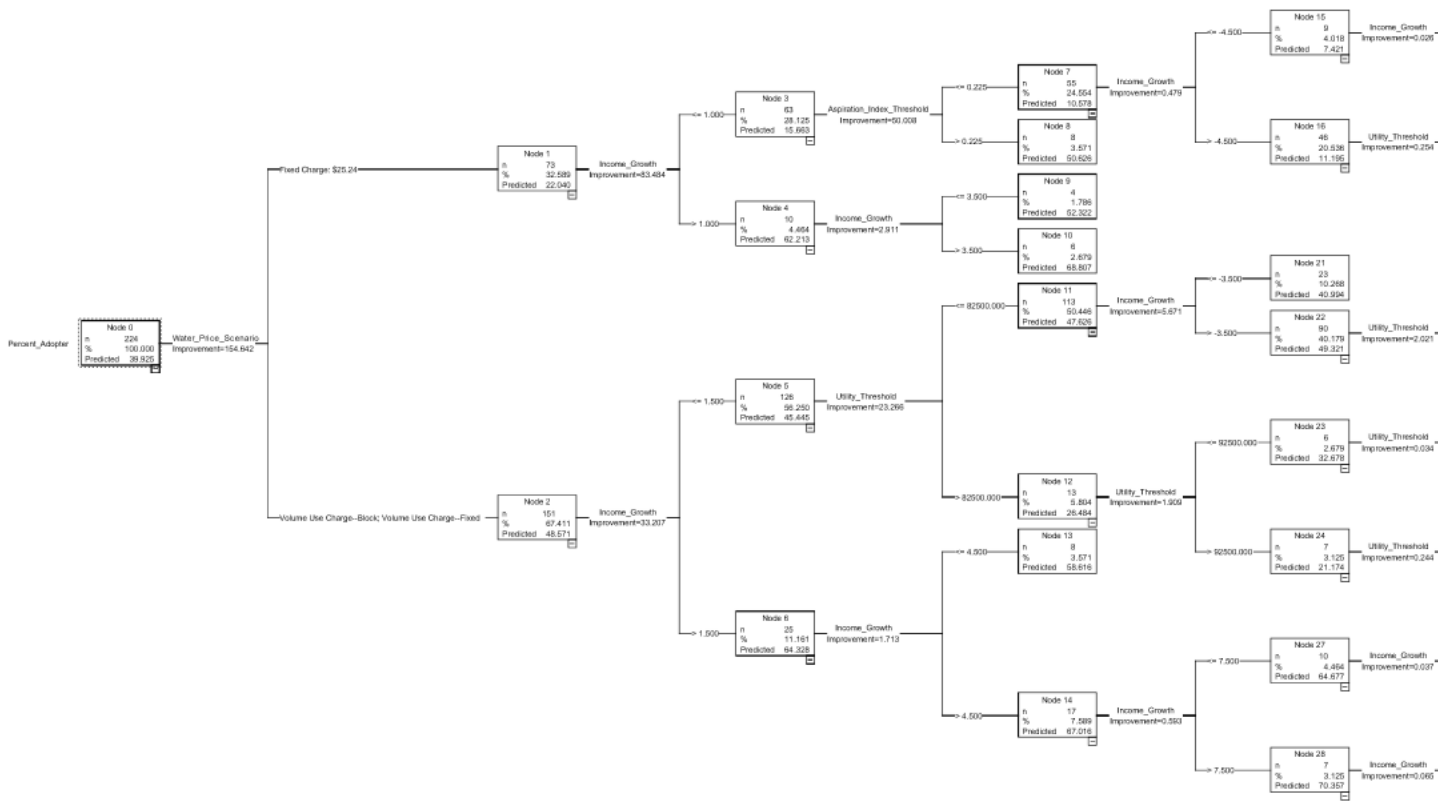 Percent_Adopter
Node 0
n 224
% 100.000
Predicted 39.925
Water_Price_Scenario
Improvement=154.642
Fixed Charge: $25.24
Node 1
n 73
% 32.589
Predicted 22.040
Income_Growth
Improvement=83.484
<= 1.000
Node 3
n 63
% 28.125
Predicted 15.663
Aspiration_Index_Threshold
Improvement=50.008
<= 0.225
Node 7
n 55
% 24.554
Predicted 10.578
Income_Growth
Improvement=0.479
<= -4.500
Node 15
n 9
% 4.018
Predicted 7.421
Income_Growth
Improvement=0.026
> -4.500
Node 16
n 46
% 20.536
Predicted 11.195
Utility_Threshold
Improvement=0.254
> 0.225
Node 8
n 8
% 3.571
Predicted 50.626
> 1.000
Node 4
n 10
% 4.464
Predicted 62.213
Income_Growth
Improvement=2.911
<= 3.500
Node 9
n 4
% 1.786
Predicted 52.322
> 3.500
Node 10
n 6
% 2.679
Predicted 68.807
Volume Use Charge--Block; Volume Use Charge--Fixed
Node 2
n 151
% 67.411
Predicted 48.571
Income_Growth
Improvement=33.207
<= 1.500
Node 5
n 126
% 56.250
Predicted 45.445
Utility_Threshold
Improvement=23.266
<= 82500.000
Node 11
n 113
% 50.446
Predicted 47.626
Income_Growth
Improvement=5.671
<= -3.500
Node 21
n 23
% 10.268
Predicted 40.994
> -3.500
Node 22
n 90
% 40.179
Predicted 49.321
Utility_Threshold
Improvement=2.021
> 82500.000
Node 12
n 13
% 5.804
Predicted 26.484
Utility_Threshold
Improvement=1.909
<= 92500.000
Node 23
n 6
% 2.679
Predicted 32.678
Utility_Threshold
Improvement=0.034
> 92500.000
Node 24
n 7
% 3.125
Predicted 21.174
Utility_Threshold
Improvement=0.244
> 1.500
Node 6
n 25
% 11.161
Predicted 64.328
Income_Growth
Improvement=1.713
<= 4.500
Node 13
n 8
% 3.571
Predicted 58.616
> 4.500
Node 14
n 17
% 7.589
Predicted 67.016
Income_Growth
Improvement=0.593
<= 7.500
Node 27
n 10
% 4.464
Predicted 64.677
Income_Growth
Improvement=0.037
> 7.500
Node 28
n 7
% 3.125
Predicted 70.357
Income_Growth
Improvement=0.065